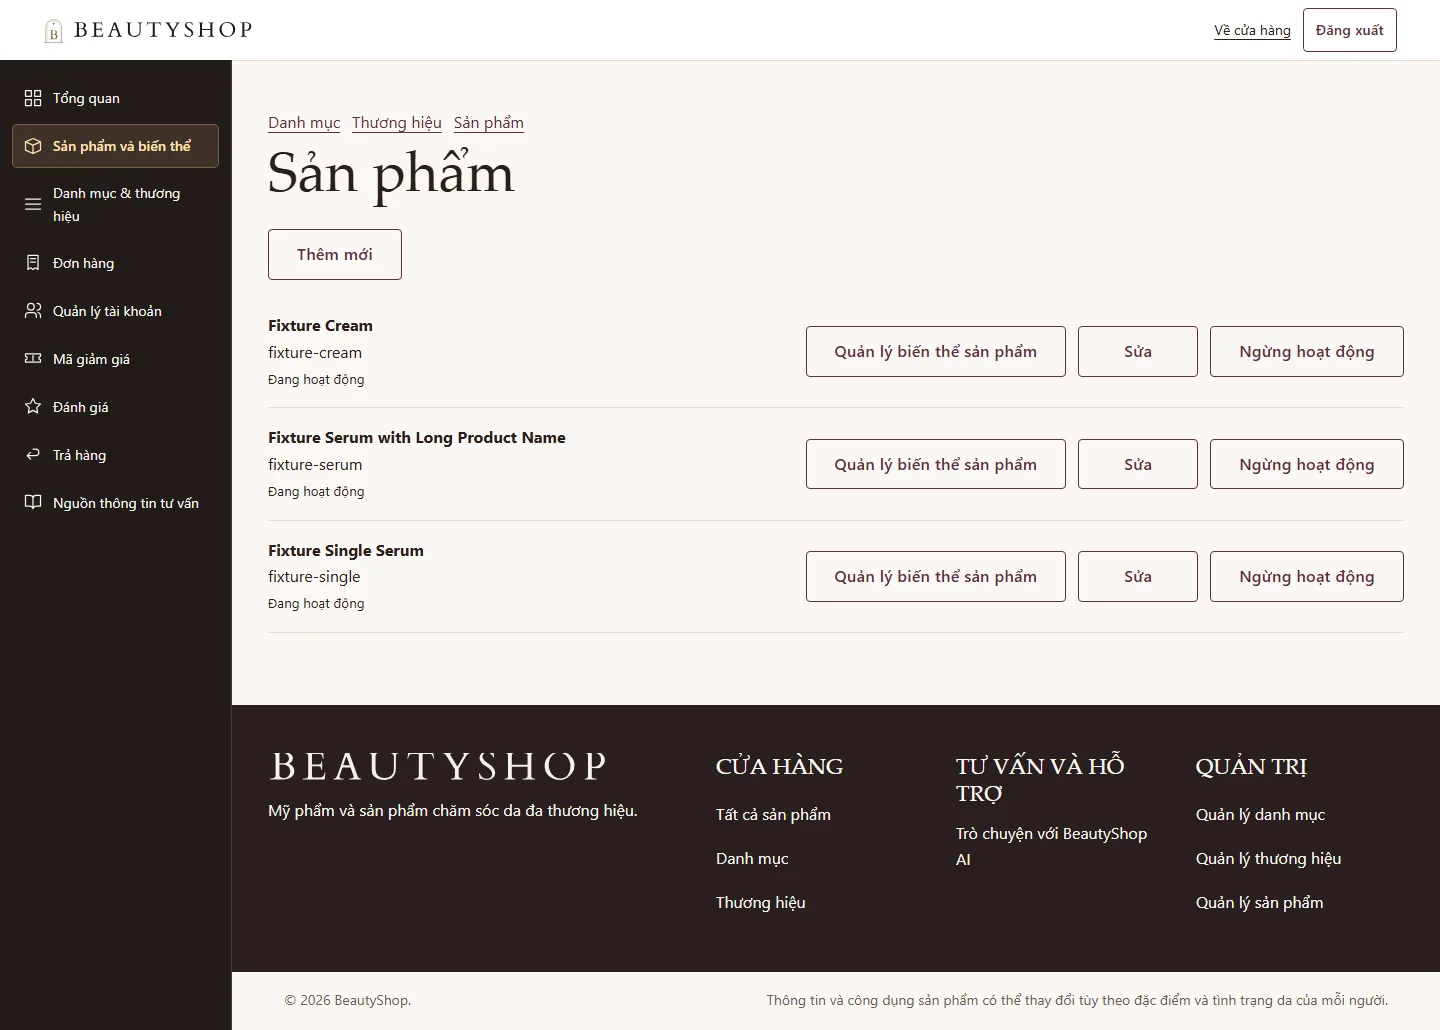 B BEAUTYSHOP
Về cửa hàng
Đăng xuất
Tổng quan
Sản phẩm và biến thể
Danh mục & thương
hiệu
Đơn hàng
Quản lý tài khoản
Mã giảm giá
Đánh giá
Trả hàng
Nguồn thông tin tư vấn
Danh mục Thương hiệu Sản phẩm
Sản phẩm
Thêm mới
Fixture Cream
fixture-cream
Đang hoạt động
Quản lý biến thể sản phẩm
Sửa
Ngừng hoạt động
Fixture Serum with Long Product Name
fixture-serum
Đang hoạt động
Quản lý biến thể sản phẩm
Sửa
Ngừng hoạt động
Fixture Single Serum
fixture-single
Đang hoạt động
Quản lý biến thể sản phẩm
Sửa
Ngừng hoạt động
BEAUTYSHOP
Mỹ phẩm và sản phẩm chăm sóc da đa thương hiệu.
CỬA HÀNG
Tất cả sản phẩm
Danh mục
Thương hiệu
TƯ VẤN VÀ HỖ
TRỢ
Trò chuyện với BeautyShop
AI
QUẢN TRỊ
Quản lý danh mục
Quản lý thương hiệu
Quản lý sản phẩm
© 2026 BeautyShop.
Thông tin và công dụng sản phẩm có thể thay đổi tùy theo đặc điểm và tình trạng da của mỗi người.